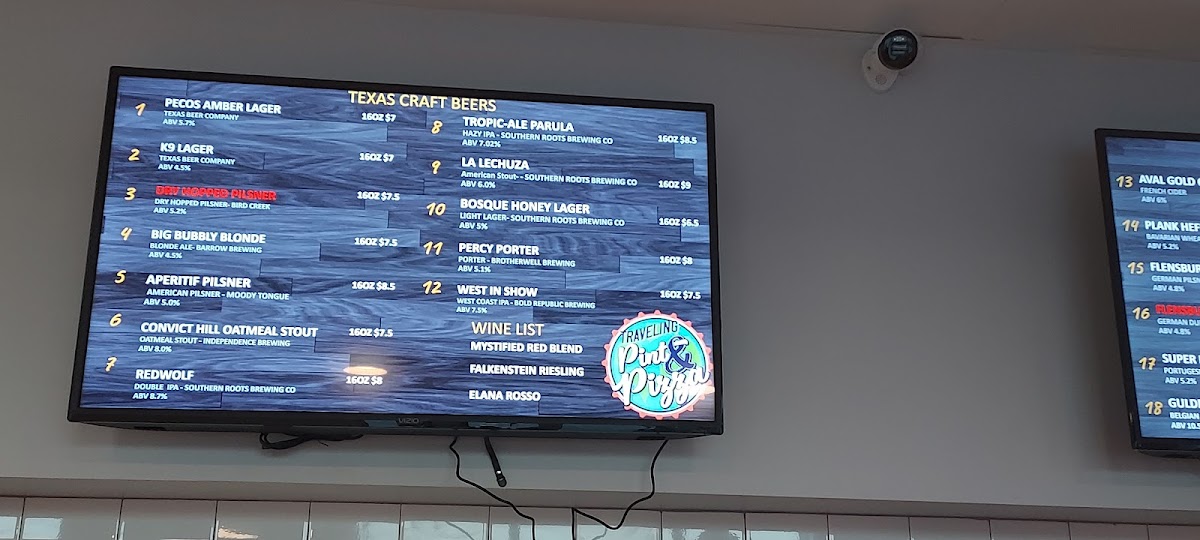 TEXAS CRAFT BEERS
1 PECOS AMBER LAGER 16OZ $7
TEXAS BEER COMPANY
ABV 5.7%
2 K9 LAGER 16OZ $7
TEXAS BEER COMPANY
ABV 4.5%
3 DRY HOPPED PILSNER 16OZ $7.5
DRY HOPPED PILSNER- BIRD CREEK
ABV 5.2%
4 BIG BUBBLY BLONDE 16OZ $7.5
BLONDE ALE- BARROW BREWING
ABV 4.5%
5 APERITIF PILSNER 16OZ $8.5
AMERICAN PILSNER - MOODY TONGUE
ABV 5.0%
6 CONVICT HILL OATMEAL STOUT 16OZ $7.5
OATMEAL STOUT - INDEPENDENCE BREWING
ABV 8.0%
7 REDWOLF 16OZ $8
DOUBLE IPA - SOUTHERN ROOTS BREWING CO
ABV 8.7%
8 TROPIC-ALE PARULA 16OZ $8.5
HAZY IPA - SOUTHERN ROOTS BREWING CO
ABV 7.02%
9 LA LECHUZA 16OZ $9
American Stout- - SOUTHERN ROOTS BREWING CO
ABV 6.0%
10 BOSQUE HONEY LAGER 16OZ $6.5
LIGHT LAGER- SOUTHERN ROOTS BREWING CO
ABV 5%
11 PERCY PORTER 16OZ $8
PORTER - BROTHERWELL BREWING
ABV 5.1%
12 WEST IN SHOW 16OZ $7.5
WEST COAST IPA - BOLD REPUBLIC BREWING
ABV 7.5%
WINE LIST
MYSTIFIED RED BLEND
FALKENSTEIN RIESLING
ELANA ROSSO
TRAVELING
Pint &
Pizza
VIZIO
13 AVAL GOLD
FRENCH CIDER
ABV 6%
14 PLANK HEF
BAVARIAN WHEA
ABV 5.2%
15 FLENSBUR
GERMAN PILSN
ABV 4.8%
16 FLENSBU
GERMAN DU
ABV 4.8%
17 SUPER
PORTUGESE
ABV 5.2%
18 GULD
BELGIAN
ABV 10.5